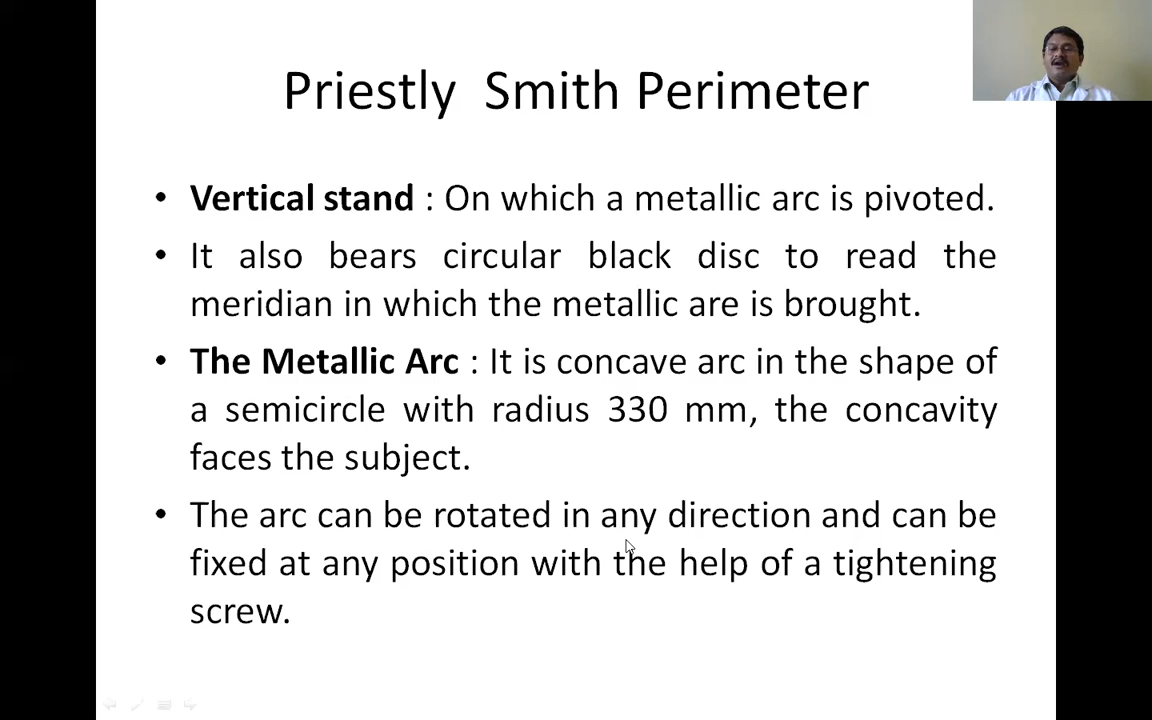 Priestly Smith Perimeter
• Vertical stand : On which a metallic arc is pivoted.
• It also bears circular black disc to read the
meridian in which the metallic are is brought.
• The Metallic Arc : It is concave arc in the shape of
a semicircle with radius 330 mm, the concavity
faces the subject.
• The arc can be rotated in any direction and can be
fixed at any position with the help of a tightening
screw.